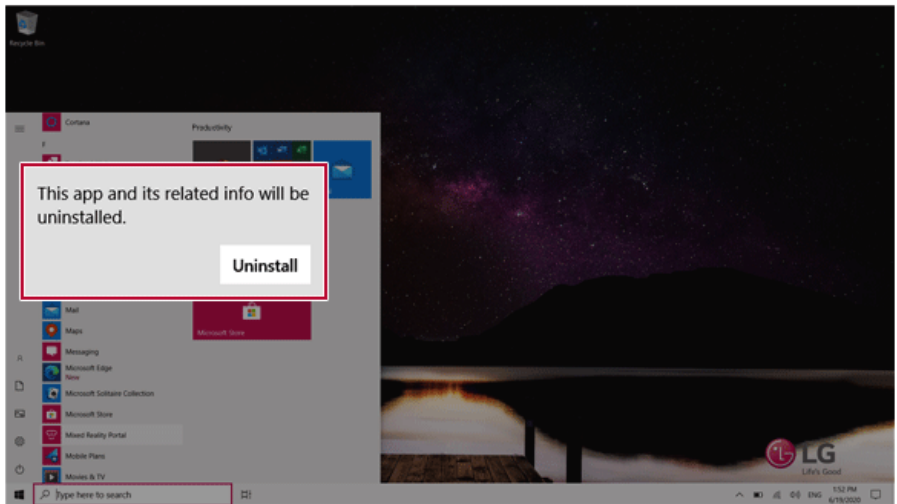 Recycle Bin
Cortana
Productivity
This app and its related info will be
uninstalled.
Uninstall
Mail
Maps
Microsoft Store
Messaging
Microsoft Edge
New
Microsoft Solitaire Collection
Microsoft Store
Mixed Reality Portal
Mobile Plans
Movies & TV
LG
Life's Good
Type here to search
ENG
1:52 PM
6/19/2020